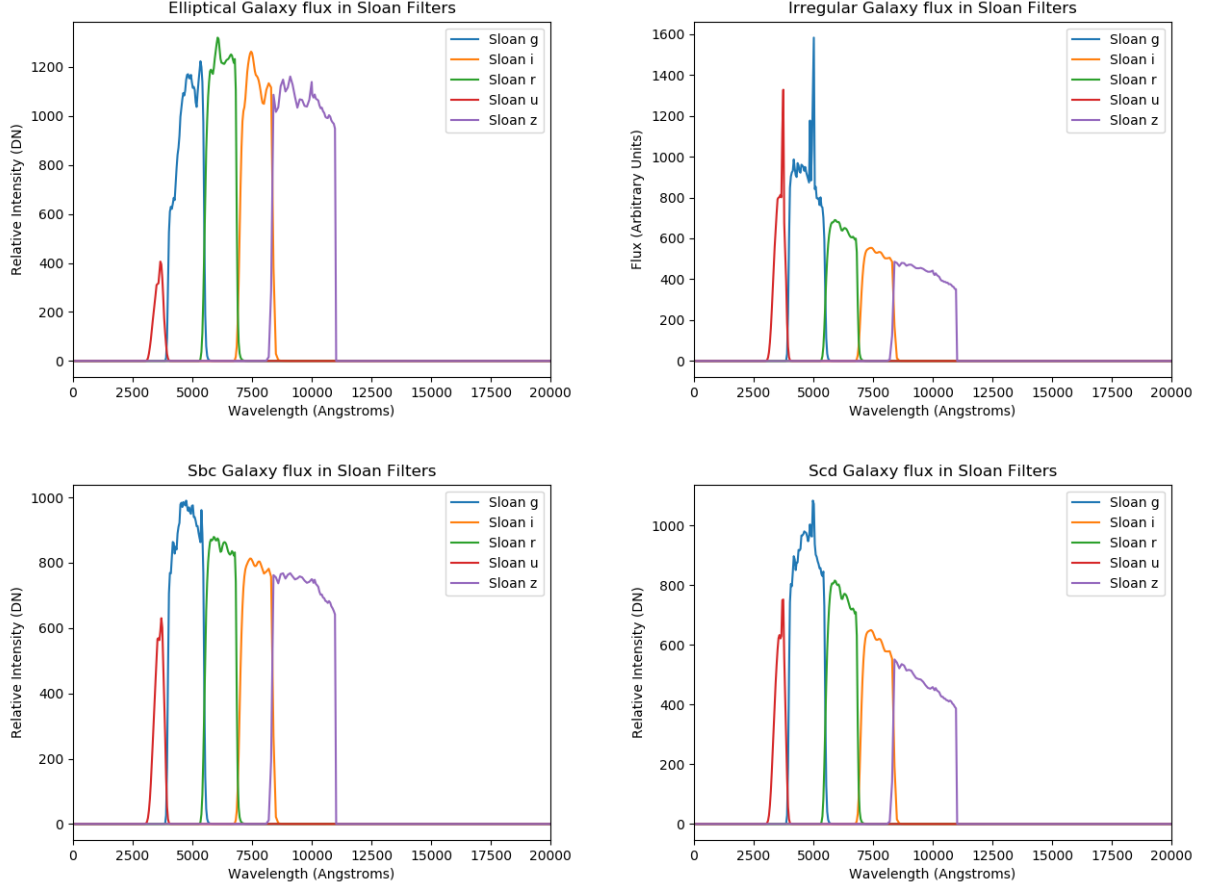 Elliptical Galaxy flux in Sloan Filters
Relative Intensity (DN)
1200
1000
800
600
400
200
0
Sloan g
Sloan i
Sloan r
Sloan u
Sloan z
0 2500 5000 7500 10000 12500 15000 17500 20000
Wavelength (Angstroms)
Irregular Galaxy flux in Sloan Filters
Flux (Arbitrary Units)
1600
1400
1200
1000
800
600
400
200
0
Sloan g
Sloan i
Sloan r
Sloan u
Sloan z
0 2500 5000 7500 10000 12500 15000 17500 20000
Wavelength (Angstroms)
Sbc Galaxy flux in Sloan Filters
Relative Intensity (DN)
1000
800
600
400
200
0
Sloan g
Sloan i
Sloan r
Sloan u
Sloan z
0 2500 5000 7500 10000 12500 15000 17500 20000
Wavelength (Angstroms)
Scd Galaxy flux in Sloan Filters
Relative Intensity (DN)
1000
800
600
400
200
0
Sloan g
Sloan i
Sloan r
Sloan u
Sloan z
0 2500 5000 7500 10000 12500 15000 17500 20000
Wavelength (Angstroms)